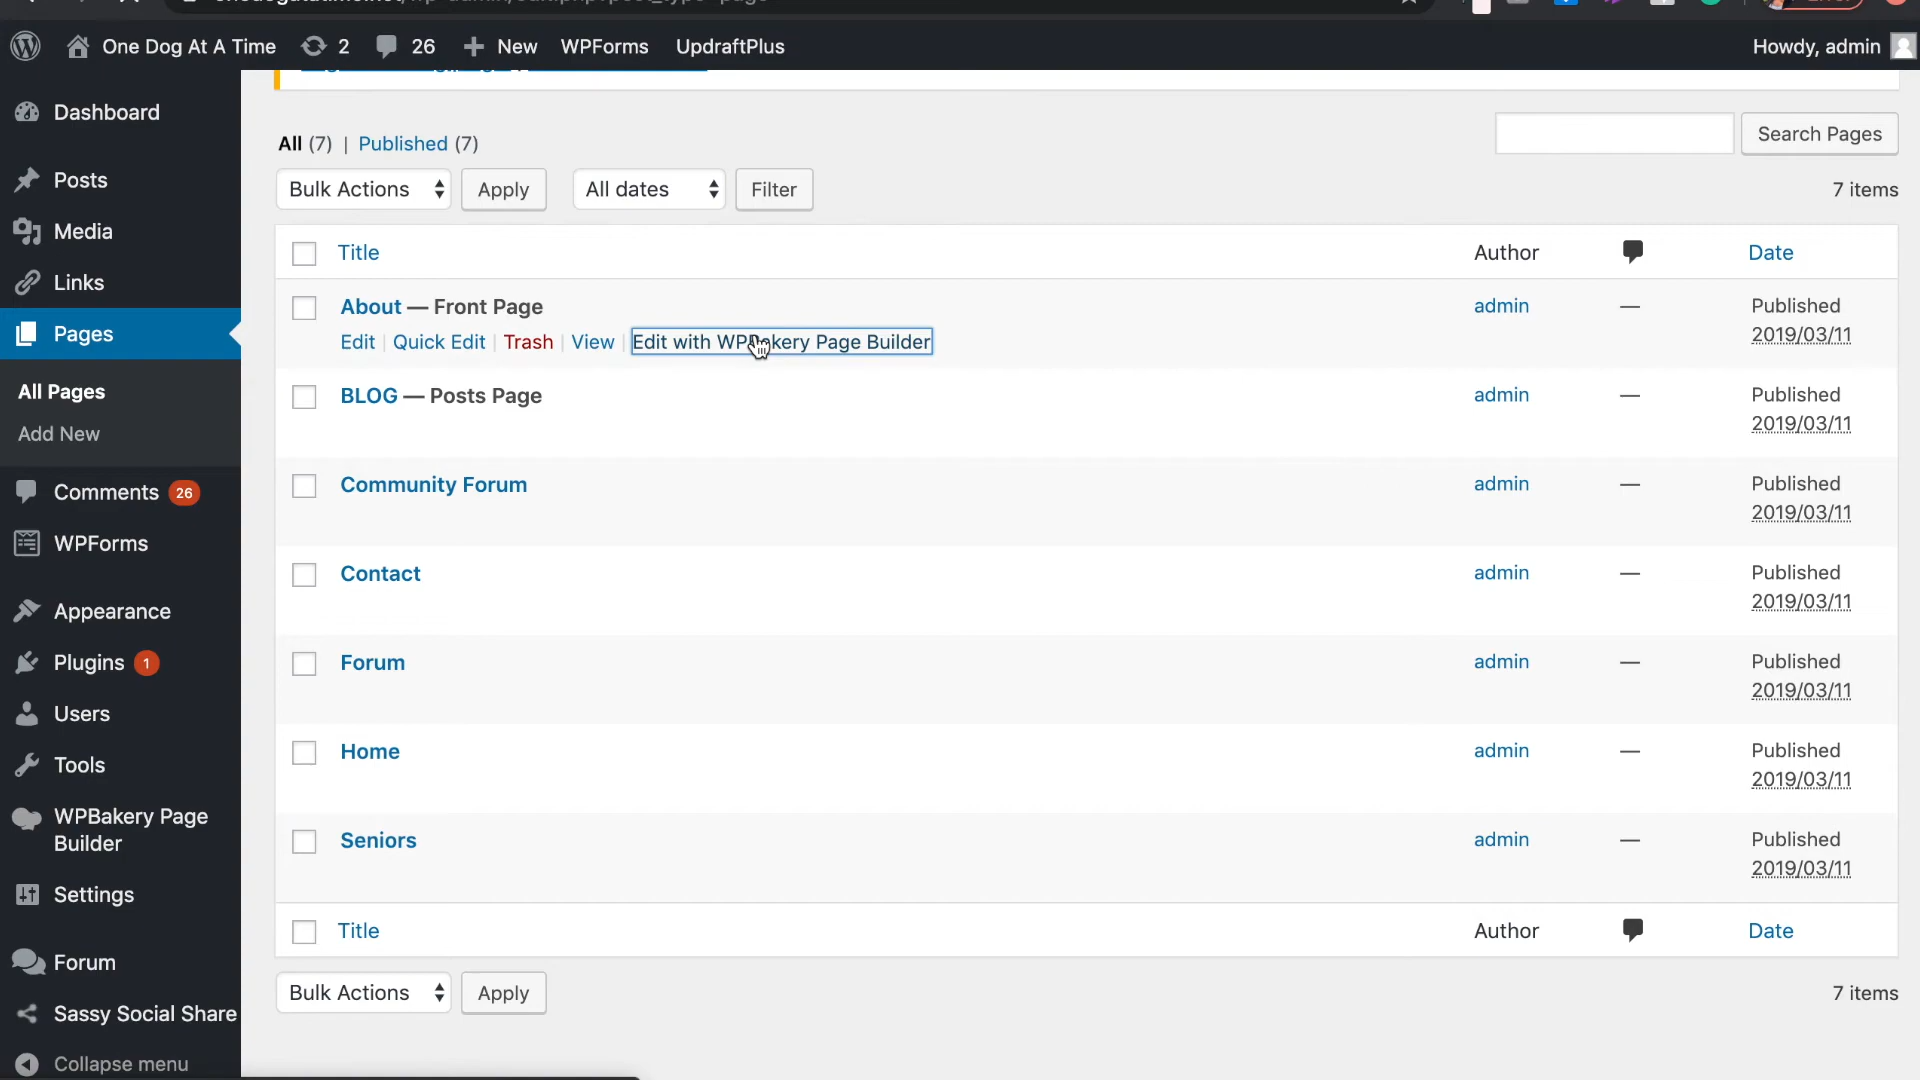 One Dog At A Time 2 26 New WPForms UpdraftPlus Howdy, admin
Dashboard
Posts
Media
Links
Pages
All Pages
Add New
Comments 26
WPForms
Appearance
Plugins 1
Users
Tools
WPBakery Page
Builder
Settings
Forum
Sassy Social Share
Collapse menu
All (7) | Published (7)
Search Pages
Bulk Actions Apply All dates Filter 7 items
Title Author Date
About — Front Page admin — Published
2019/03/11
Edit | Quick Edit | Trash | View | Edit with WPBakery Page Builder
BLOG — Posts Page admin — Published
2019/03/11
Community Forum admin — Published
2019/03/11
Contact admin — Published
2019/03/11
Forum admin — Published
2019/03/11
Home admin — Published
2019/03/11
Seniors admin — Published
2019/03/11
Title Author Date
Bulk Actions Apply 7 items